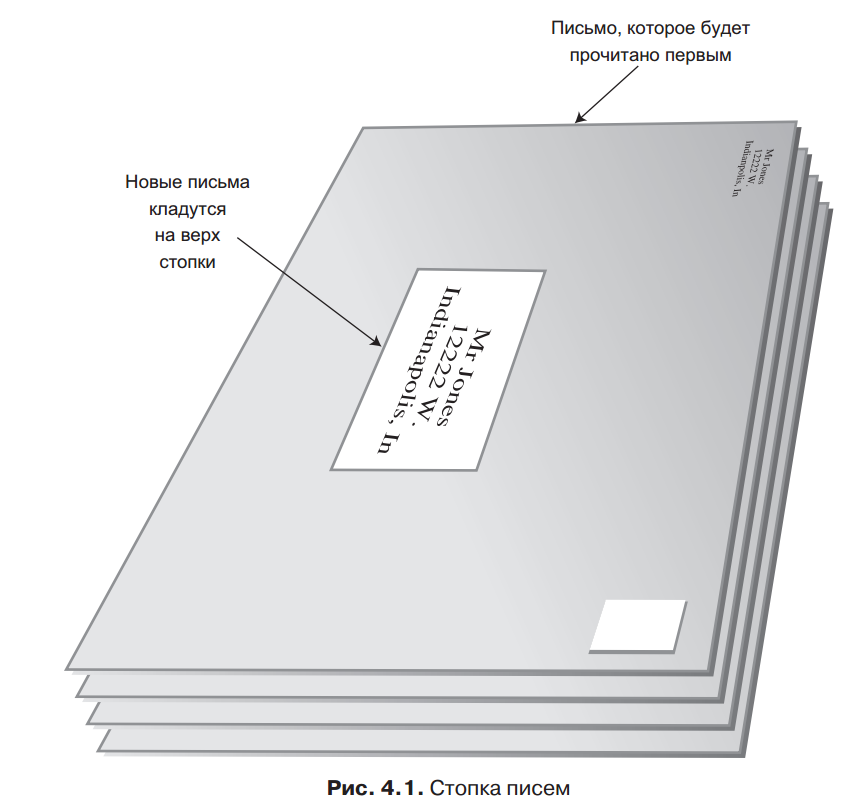 Письмо, которое будет
прочитано первым
Новые письма
кладутся
на верх
стопки
Mr Jones
12222 W .
Indianpolis, In
Mr Jones
12222 W .
Indianapolis, In
Рис. 4.1. Стопка писем